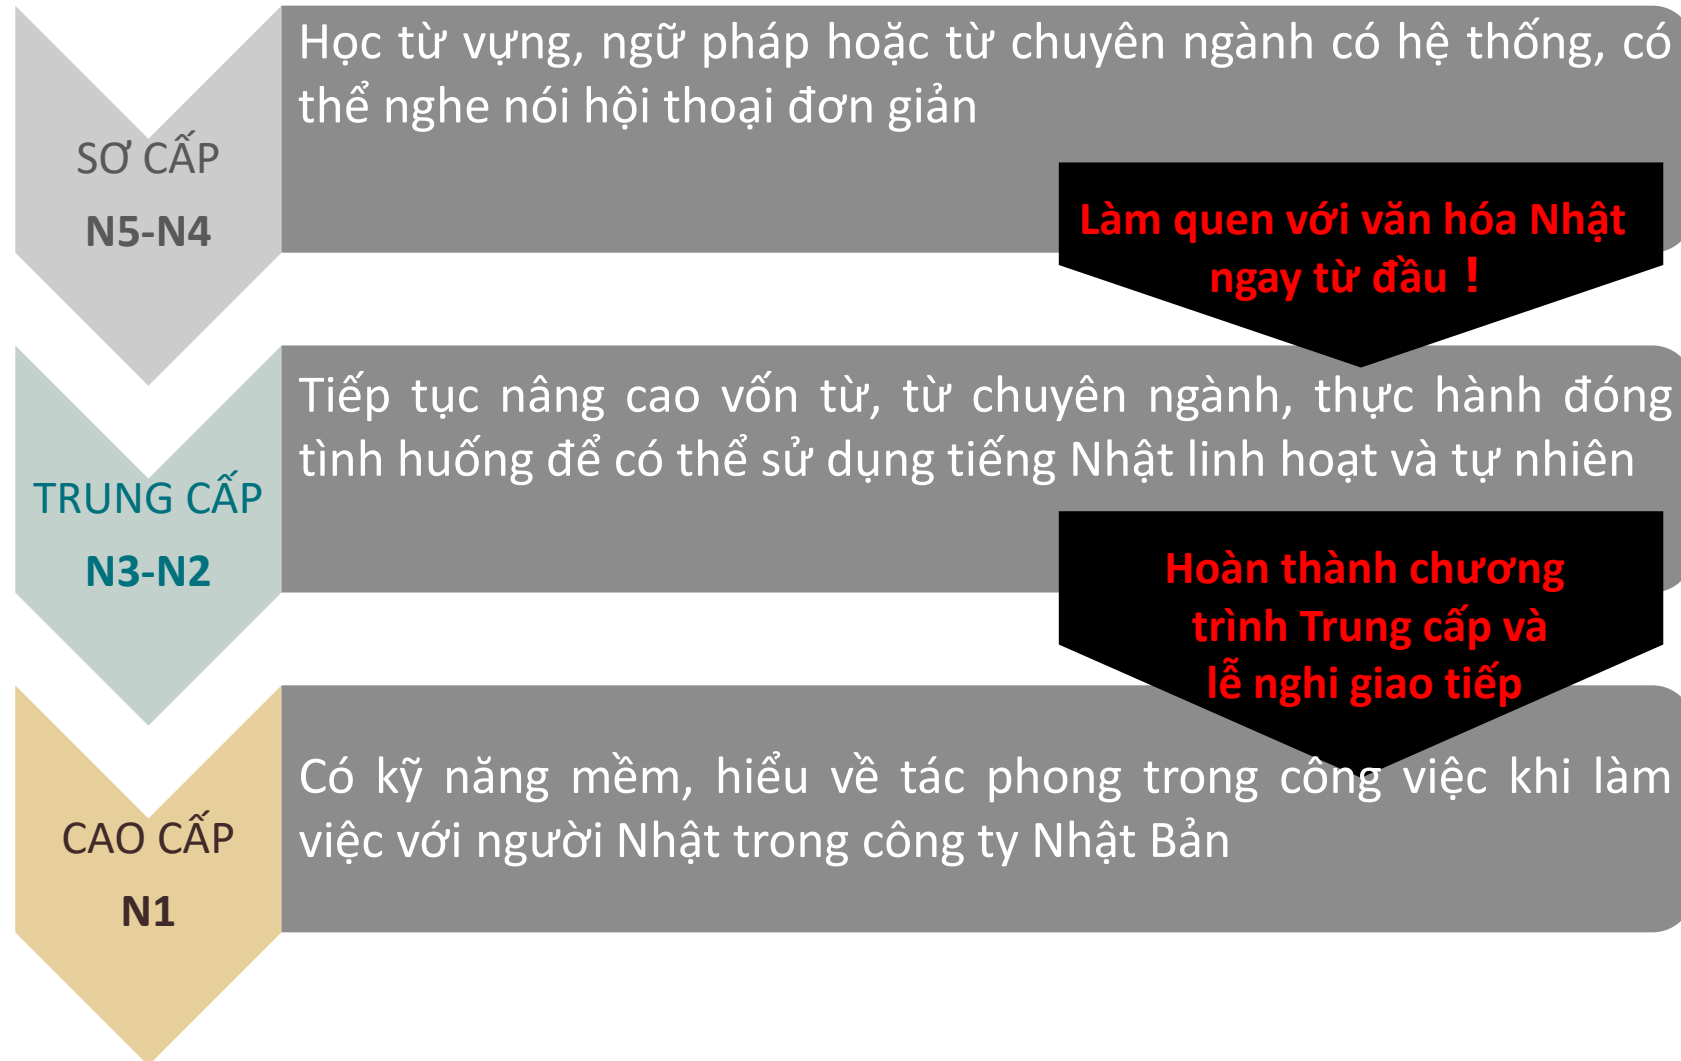 SƠ CẤP
N5-N4
Học từ vựng, ngữ pháp hoặc từ chuyên ngành có hệ thống, có
thể nghe nói hội thoại đơn giản
Làm quen với văn hóa Nhật
ngay từ đầu！
TRUNG CẤP
N3-N2
Tiếp tục nâng cao vốn từ, từ chuyên ngành, thực hành đóng
tình huống để có thể sử dụng tiếng Nhật linh hoạt và tự nhiên
Hoàn thành chương
trình Trung cấp và
lễ nghi giao tiếp
CAO CẤP
N1
Có kỹ năng mềm, hiểu về tác phong trong công việc khi làm
việc với người Nhật trong công ty Nhật Bản